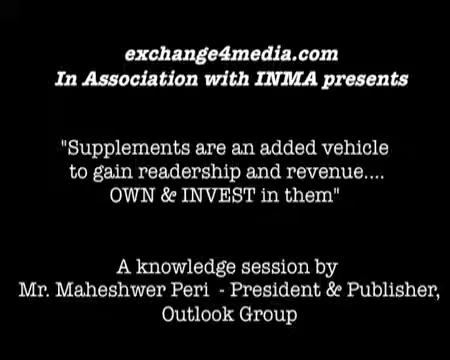 exchange4media.com
In Association with INMA presents
"Supplements are an added vehicle
to gain readership and revenue....
OWN & INVEST in them"
A knowledge session by
Mr. Maheshwer Peri - President & Publisher,
Outlook Group